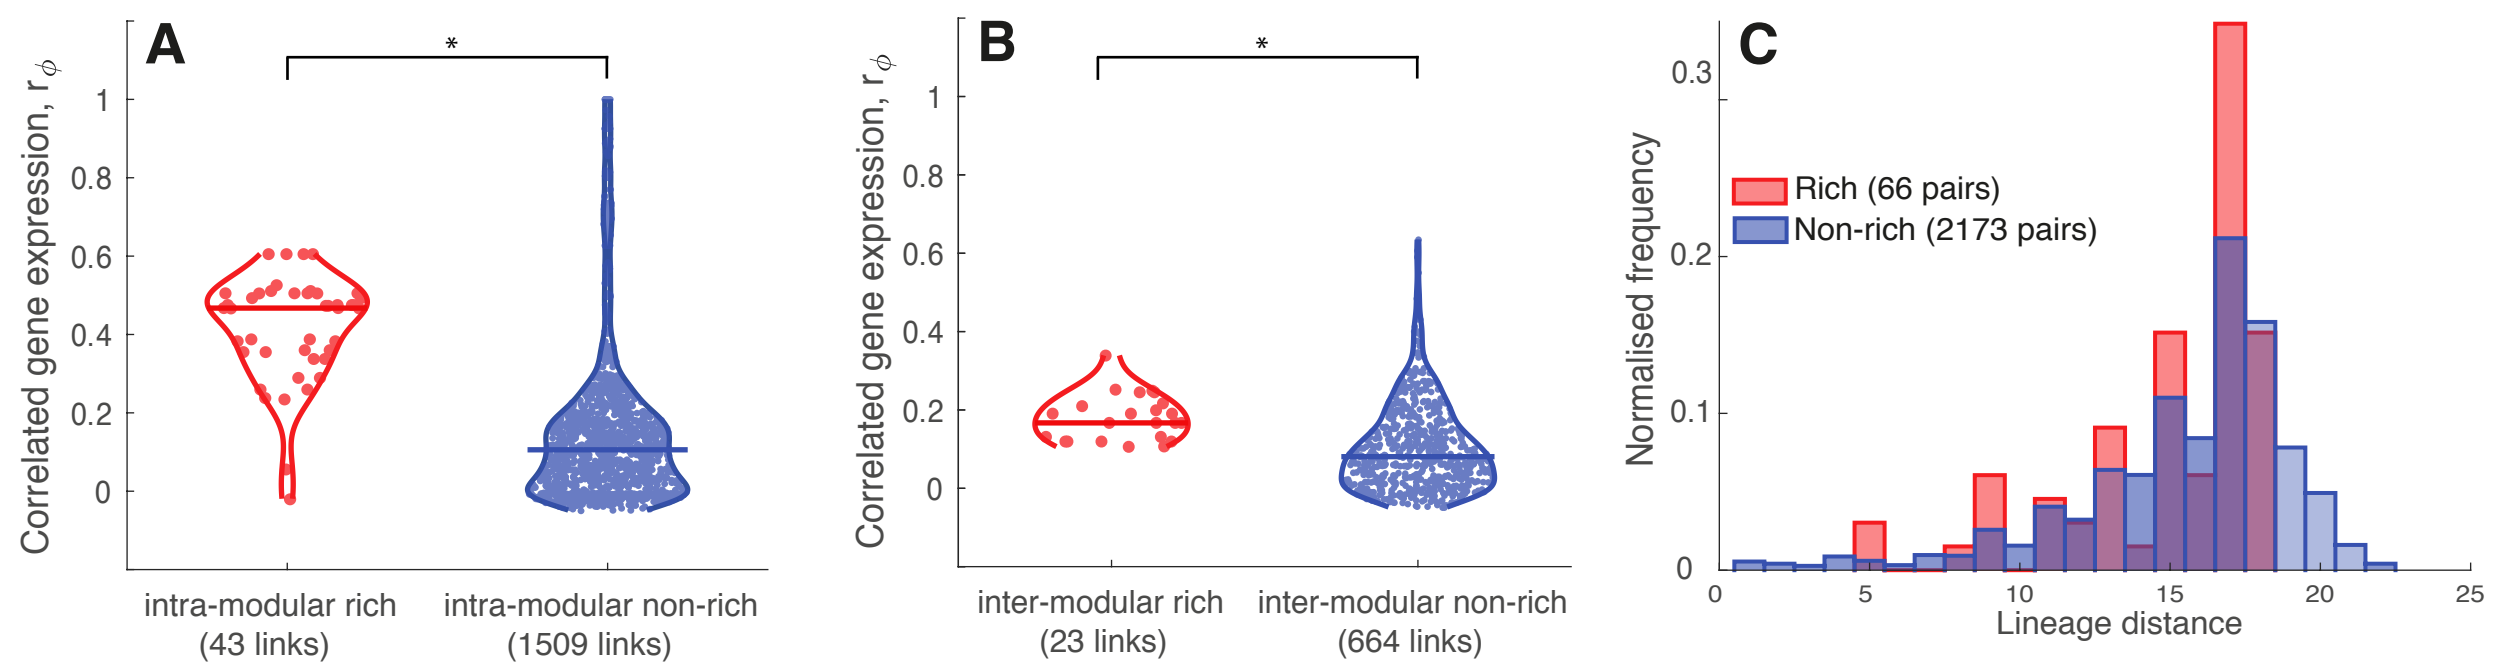 A
*
Correlated gene expression, rϕ
1
0.8
0.6
0.4
0.2
0
intra-modular rich
(43 links)
intra-modular non-rich
(1509 links)
B
*
Correlated gene expression, rϕ
1
0.8
0.6
0.4
0.2
0
inter-modular rich
(23 links)
inter-modular non-rich
(664 links)
C
Normalised frequency
0.3
0.2
0.1
0
Rich (66 pairs)
Non-rich (2173 pairs)
0 5 10 15 20 25
Lineage distance